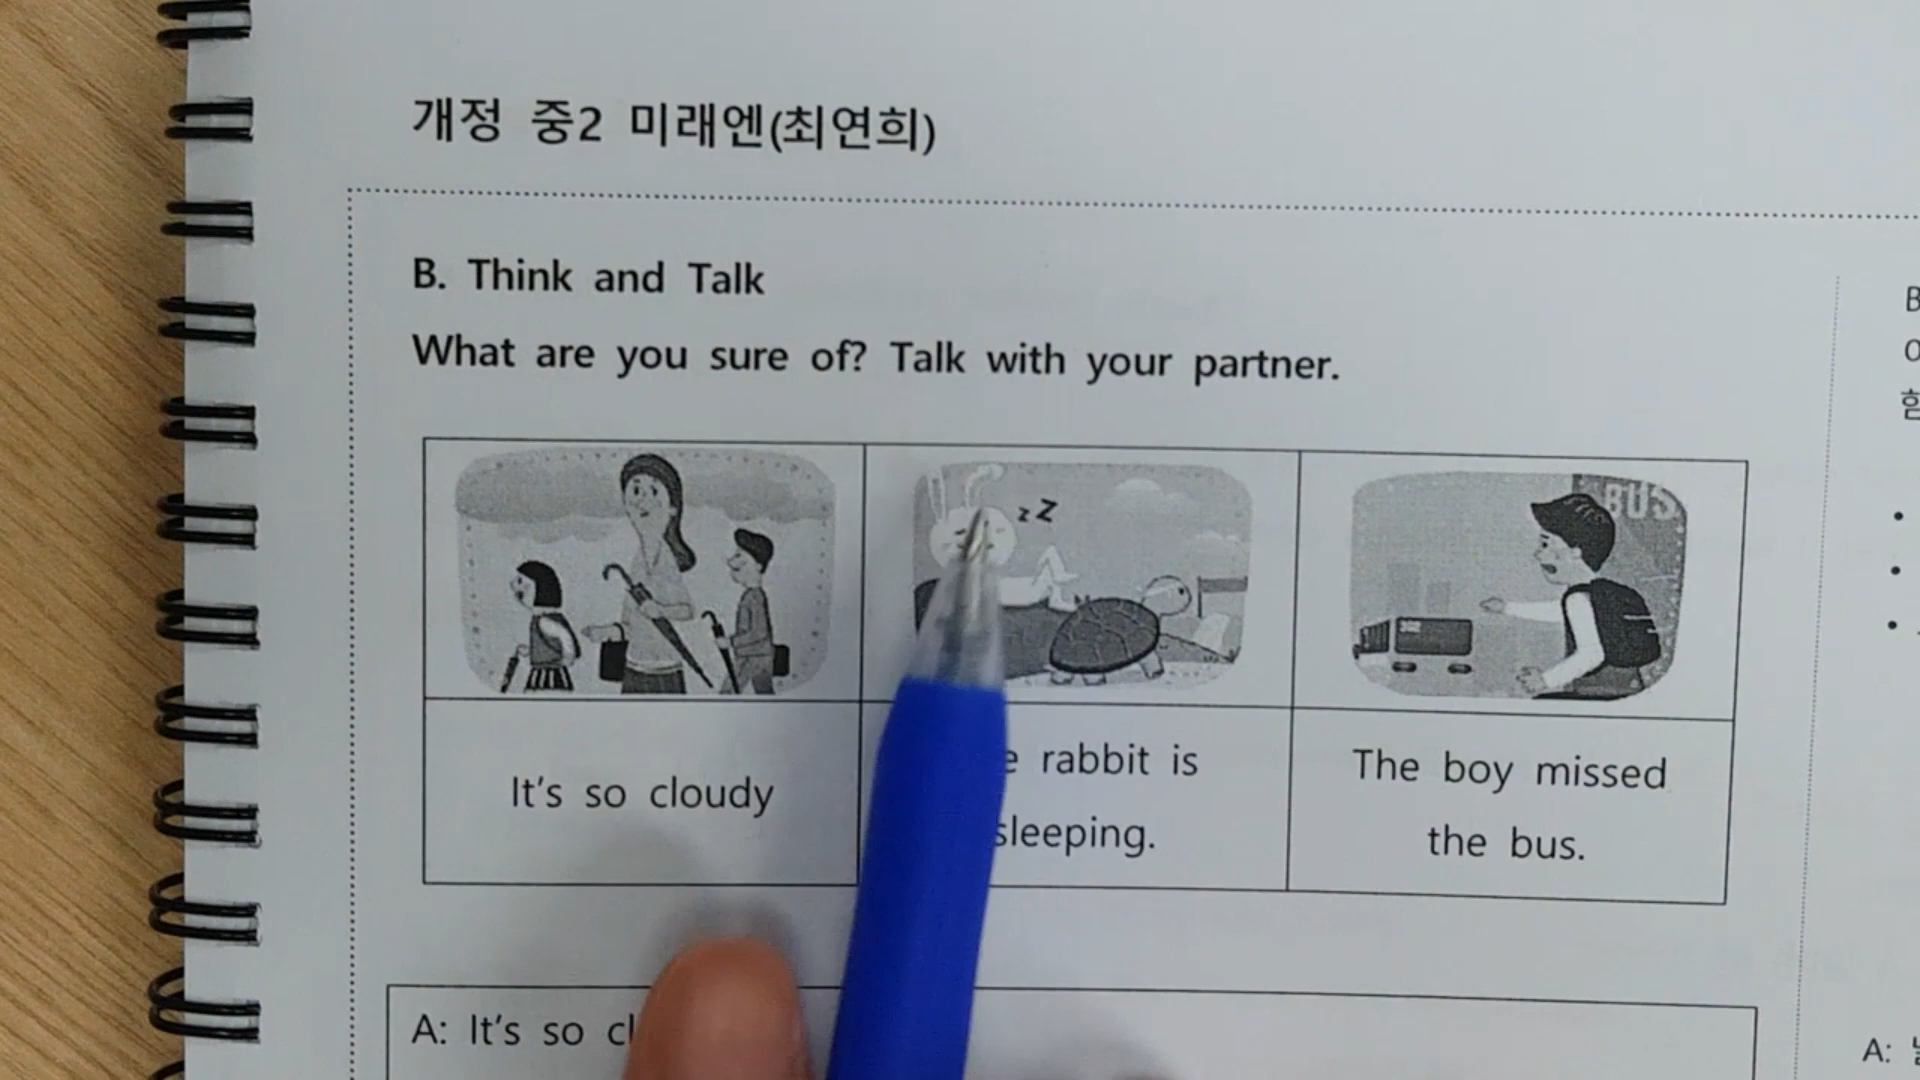 개정 중2 미래엔(최연희)
B. Think and Talk
What are you sure of? Talk with your partner.
z Z
BUS
It's so cloudy
rabbit is
sleeping.
The boy missed
the bus.
A: It's so
A: